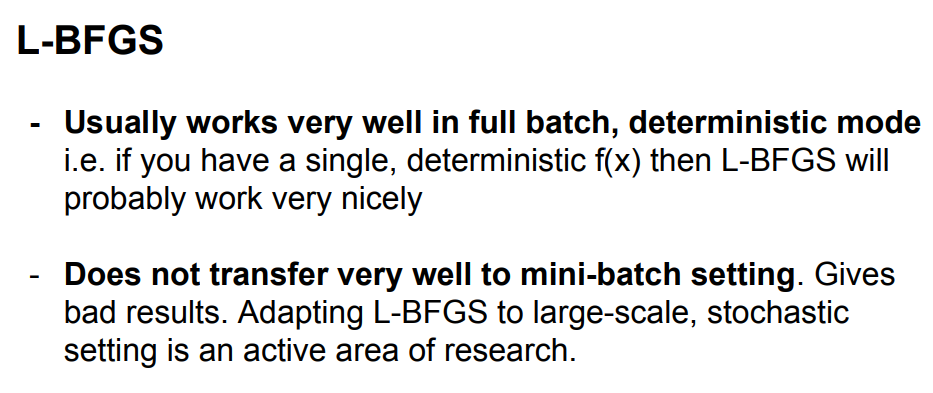 L-BFGS
- Usually works very well in full batch, deterministic mode
i.e. if you have a single, deterministic f(x) then L-BFGS will
probably work very nicely
- Does not transfer very well to mini-batch setting. Gives
bad results. Adapting L-BFGS to large-scale, stochastic
setting is an active area of research.